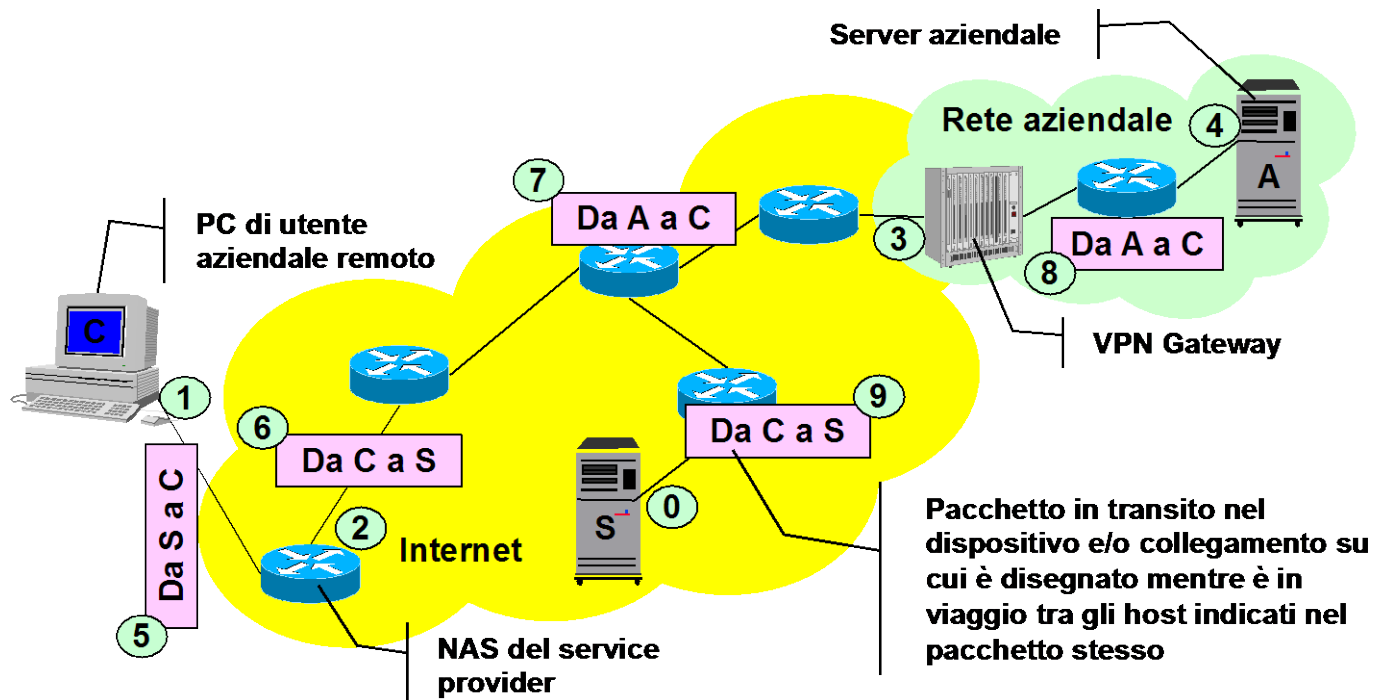 Server aziendale
Rete aziendale
4
A
7
Da A a C
PC di utente
aziendale remoto
3
Da A a C
8
C
VPN Gateway
1
6
Da C a S
9
Da C a S
Da S a C
S
0
2
Internet
5
Pacchetto in transito nel
dispositivo e/o collegamento su
cui è disegnato mentre è in
viaggio tra gli host indicati nel
pacchetto stesso
NAS del service
provider